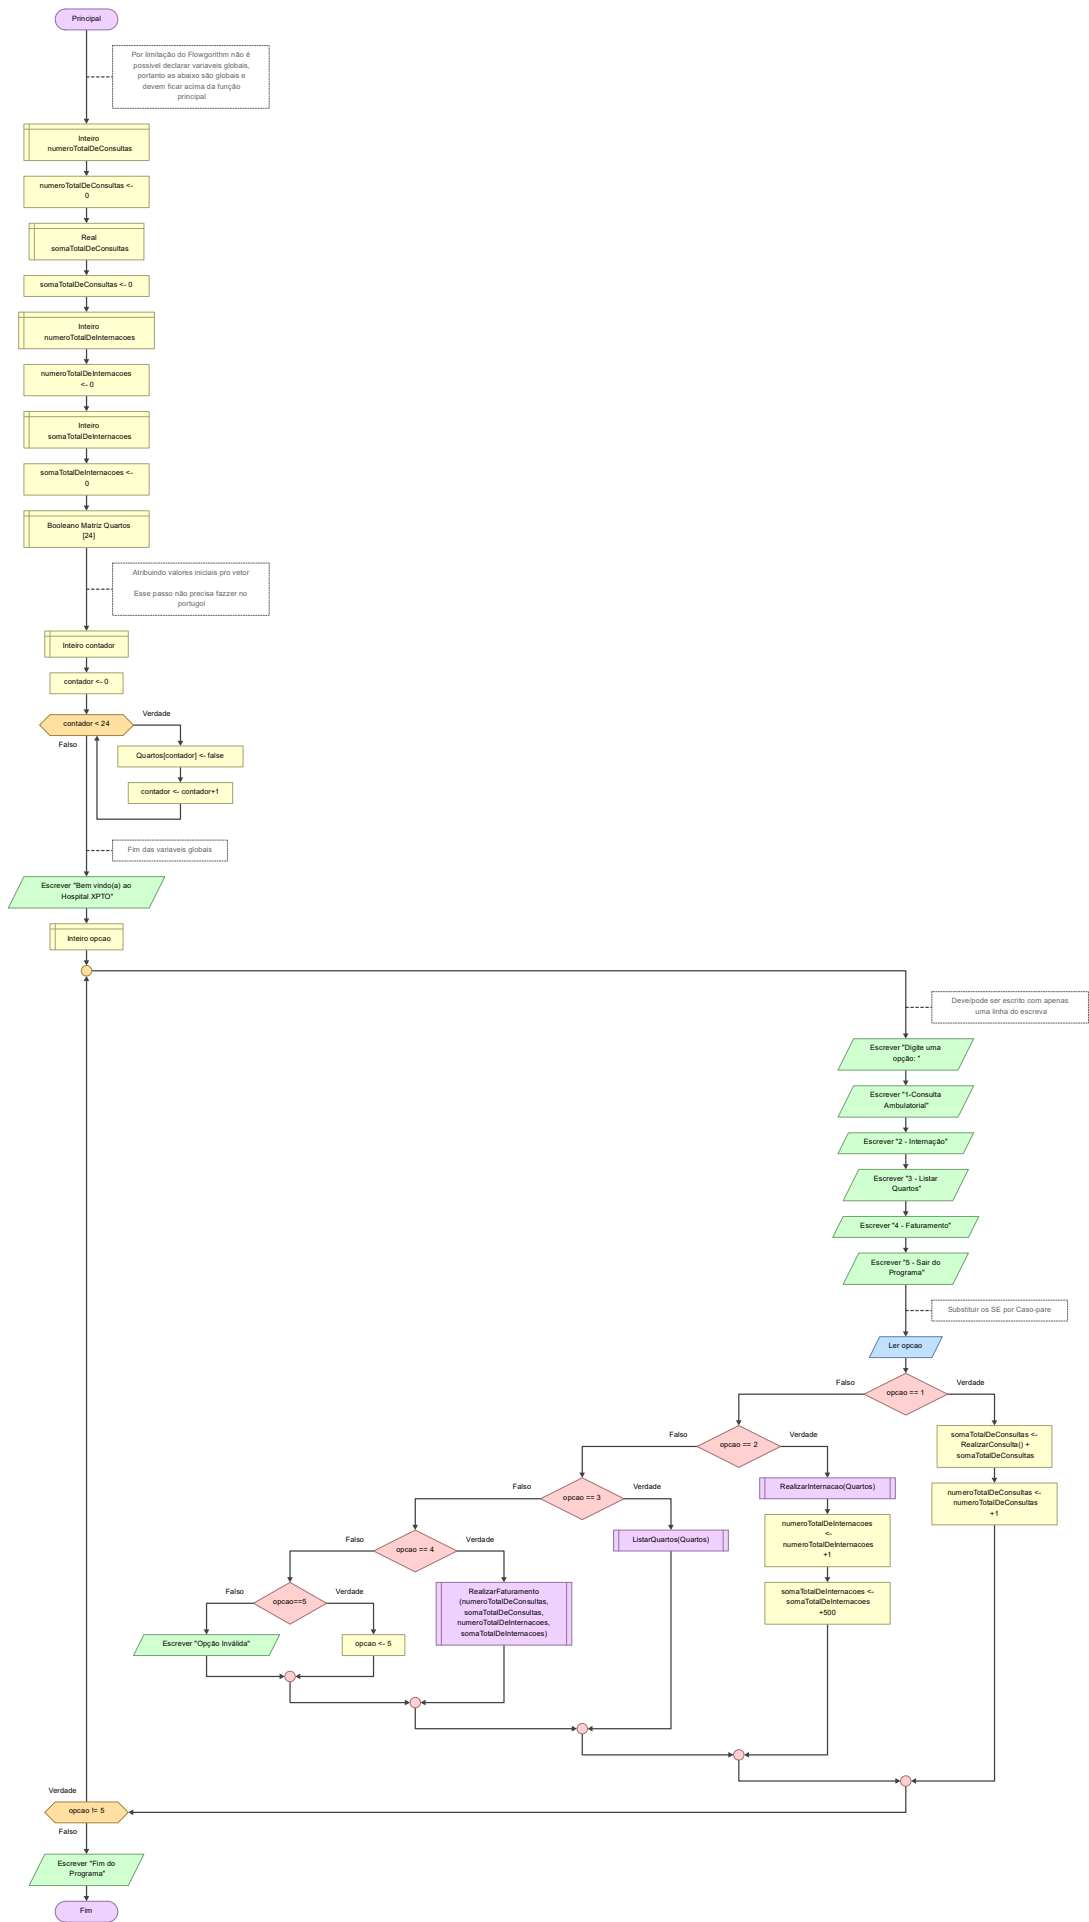 Principal
Por limitação do Flowgorithm não é
possivel declarar variaveis globais,
portanto as abaixo são globais e
devem ficar acima da função
principal
Inteiro
numeroTotalDeConsultas
numeroTotalDeConsultas <-
0
Real
somaTotalDeConsultas
somaTotalDeConsultas <- 0
Inteiro
numeroTotalDeInternacoes
numeroTotalDeInternacoes
<- 0
Inteiro
somaTotalDeInternacoes
somaTotalDeInternacoes <-
0
Booleano Matriz Quartos
[24]
Atribuindo valores iniciais pro vetor
Esse passo não precisa fazzer no
portugol
Inteiro contador
contador <- 0
contador < 24
Verdade
Falso
Quartos[contador] <- false
contador <- contador+1
Fim das variaveis globais
Escrever "Bem vindo(a) ao
Hospital XPTO"
Inteiro opcao
Deve/pode ser escrito com apenas
uma linha do escreva
Escrever "Digite uma
opção: "
Escrever "1-Consulta
Ambulatorial"
Escrever "2 - Internação"
Escrever "3 - Listar
Quartos"
Escrever "4 - Faturamento"
Escrever "5 - Sair do
Programa"
Substituir os SE por Caso-pare
Ler opcao
Falso
opcao == 1
Verdade
somaTotalDeConsultas <-
RealizarConsulta() +
somaTotalDeConsultas
numeroTotalDeConsultas <-
numeroTotalDeConsultas
+1
Falso
opcao == 2
Verdade
RealizarInternacao(Quartos)
numeroTotalDeInternacoes
<-
numeroTotalDeInternacoes
+1
somaTotalDeInternacoes <-
somaTotalDeInternacoes
+500
Falso
opcao == 3
Verdade
ListarQuartos(Quartos)
Falso
opcao == 4
Verdade
RealizarFaturamento
(numeroTotalDeConsultas,
somaTotalDeConsultas,
numeroTotalDeInternacoes,
somaTotalDeInternacoes)
Falso
opcao==5
Verdade
Escrever "Opção Inválida"
opcao <- 5
Verdade
opcao != 5
Falso
Escrever "Fim do
Programa"
Fim